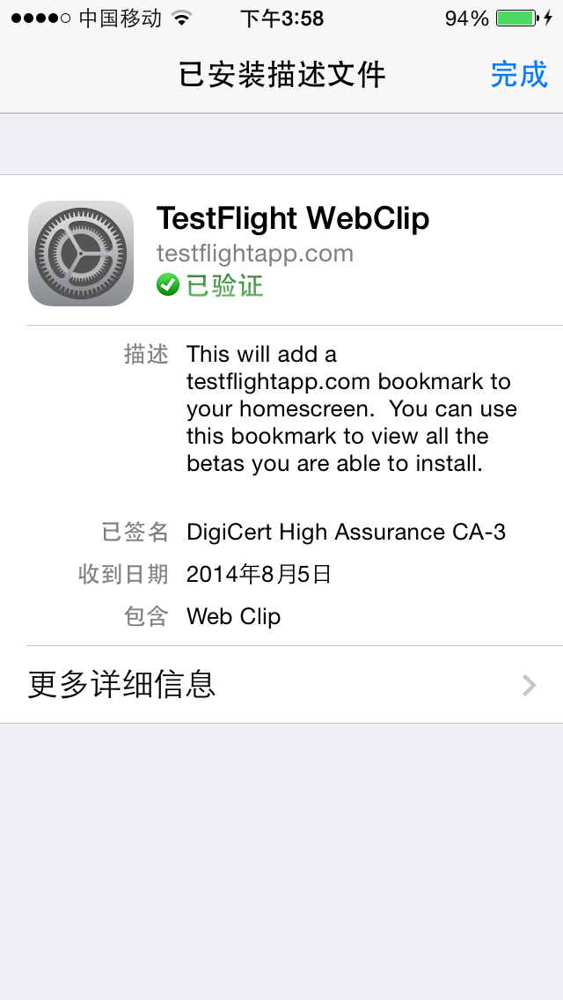 中国移动 下午3:58 94%
已安装描述文件 完成
TestFlight WebClip
testflightapp.com
已验证
描述 This will add a
testflightapp.com bookmark to
your homescreen.  You can use
this bookmark to view all the
betas you are able to install.
已签名 DigiCert High Assurance CA-3
收到日期 2014年8月5日
包含 Web Clip
更多详细信息